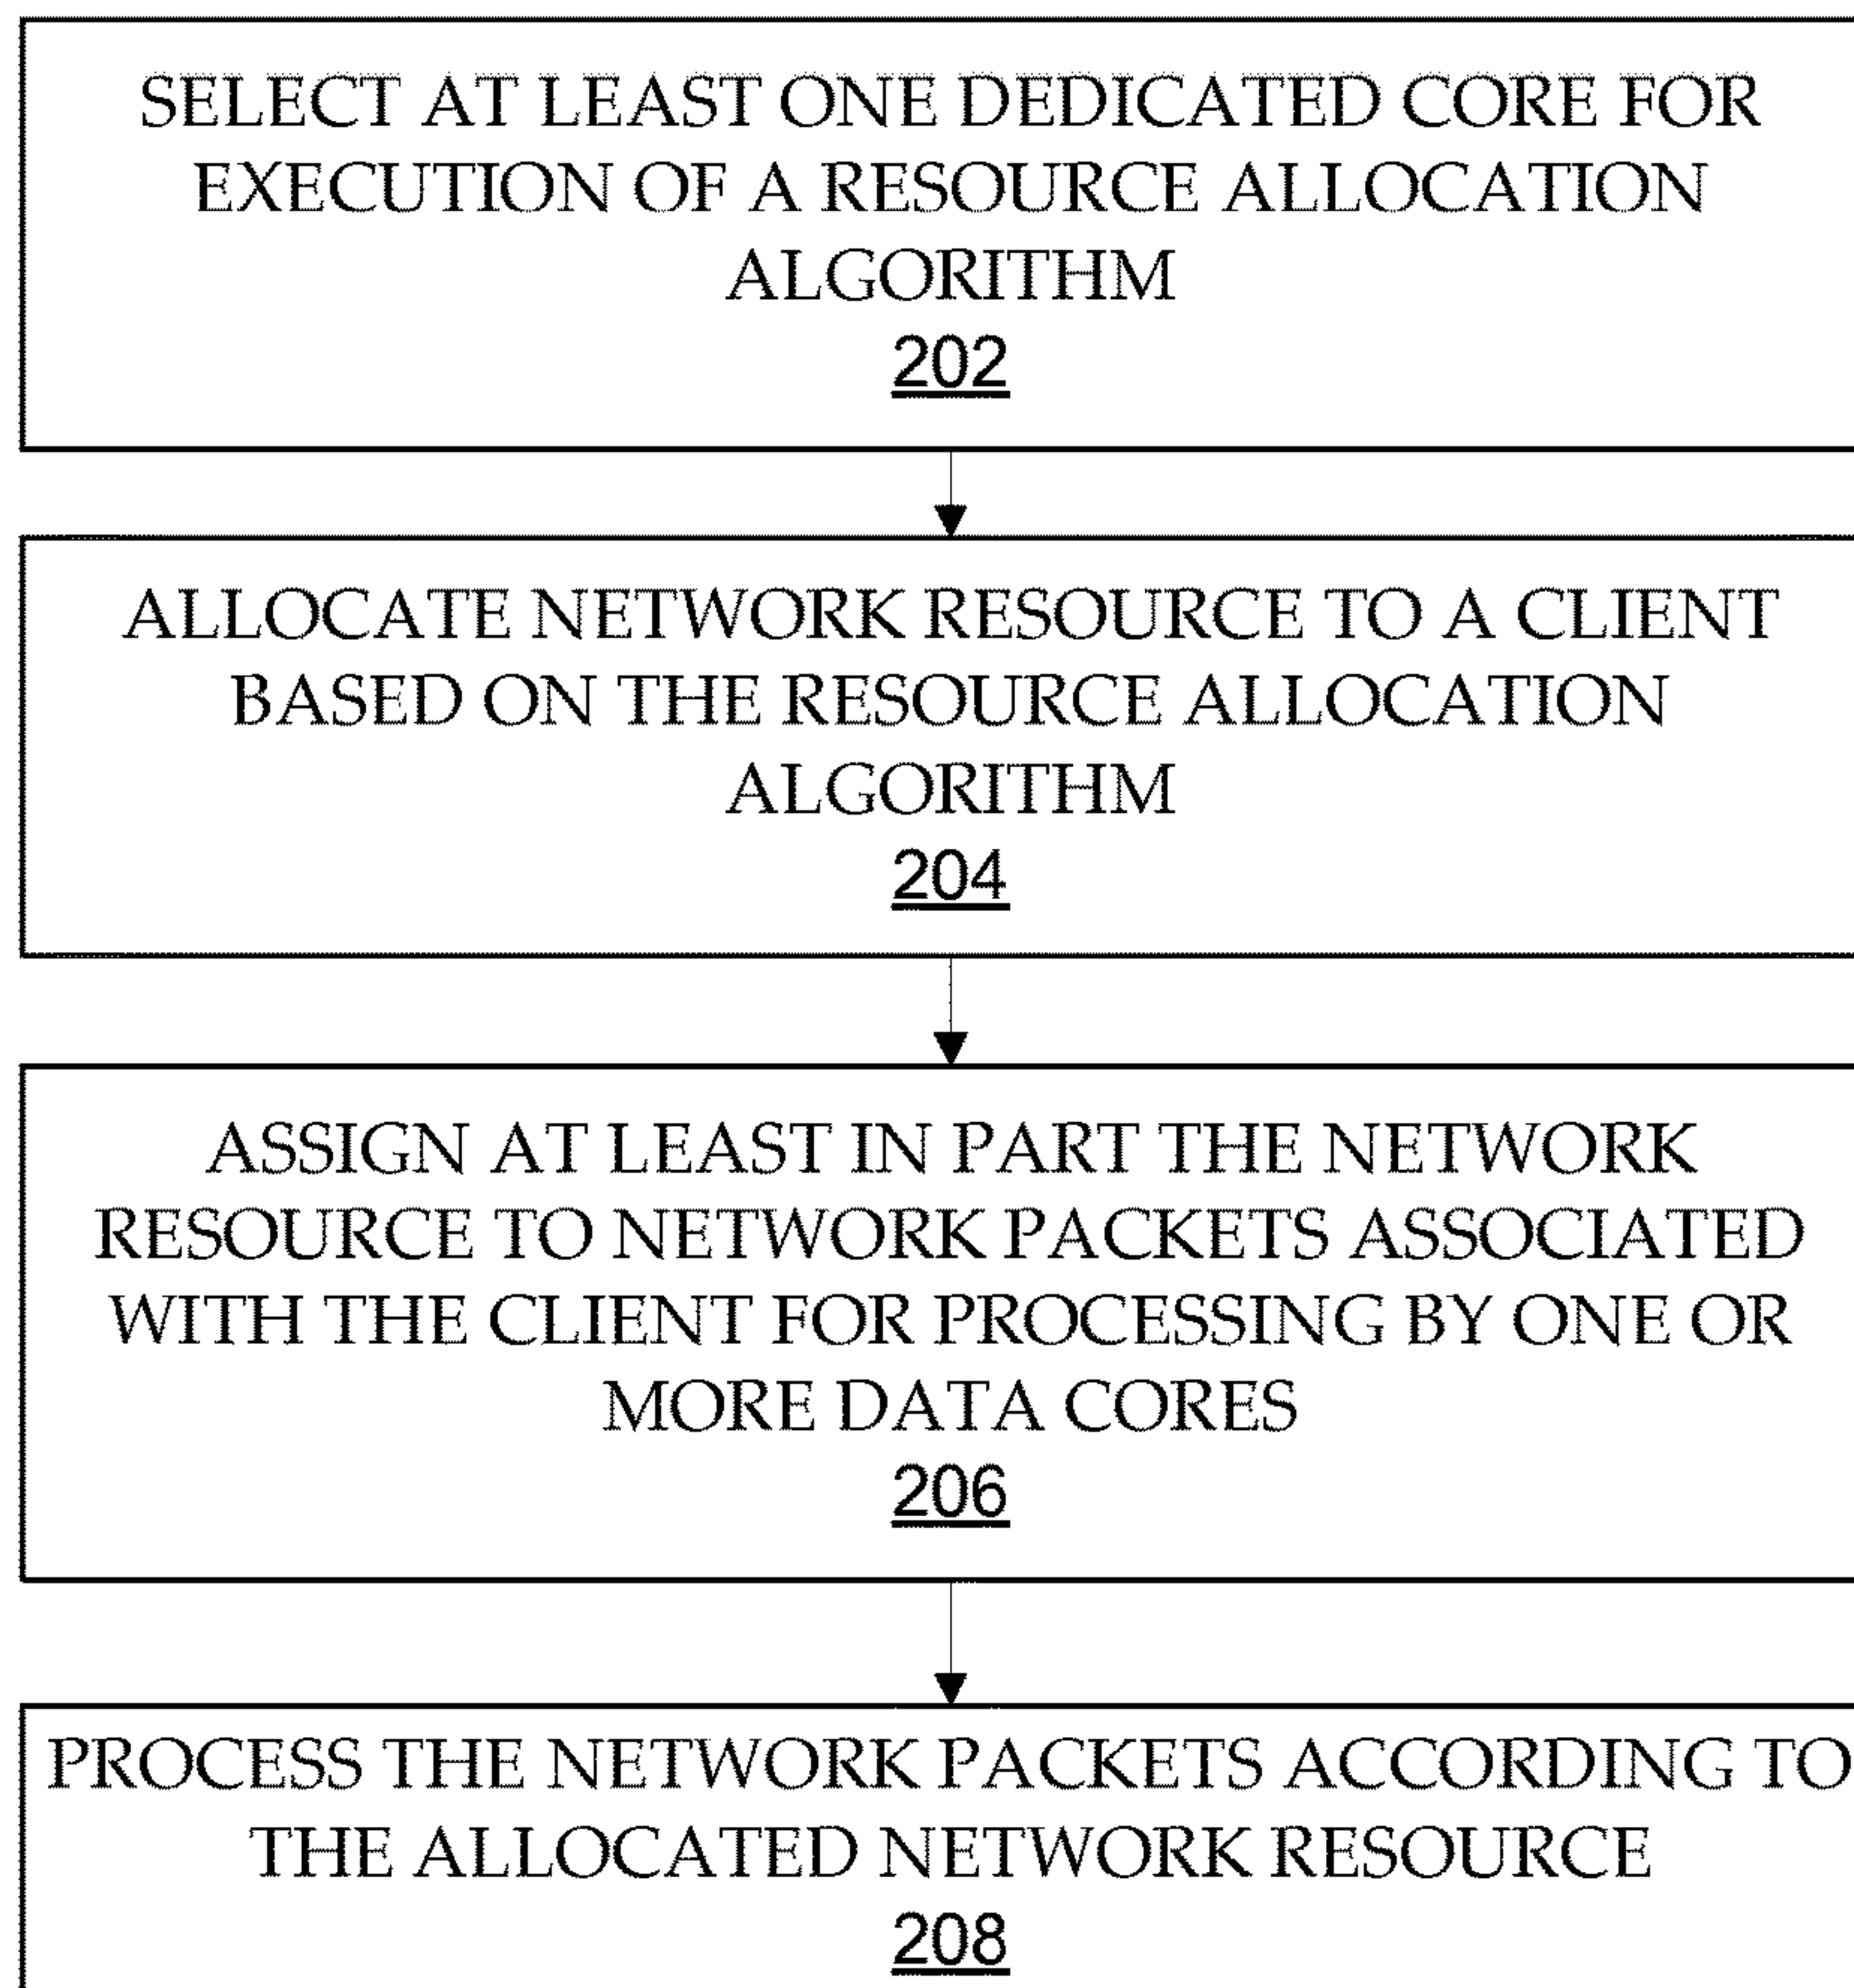 SELECT AT LEAST ONE DEDICATED CORE FOR
EXECUTION OF A RESOURCE ALLOCATION
ALGORITHM
202
ALLOCATE NETWORK RESOURCE TO A CLIENT
BASED ON THE RESOURCE ALLOCATION
ALGORITHM
204
ASSIGN AT LEAST IN PART THE NETWORK
RESOURCE TO NETWORK PACKETS ASSOCIATED
WITH THE CLIENT FOR PROCESSING BY ONE OR
MORE DATA CORES
206
PROCESS THE NETWORK PACKETS ACCORDING TO
THE ALLOCATED NETWORK RESOURCE
208